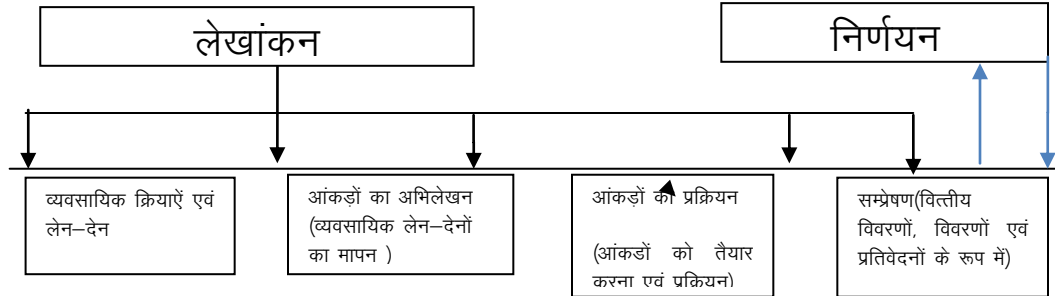 लेखांकन
निर्णयन
व्यवसायिक क्रियाऐं एवं
लेन–देन
आंकड़ों का अभिलेखन
(व्यवसायिक लेन–देनों
का मापन )
आंकड़ों का प्रक्रियन
(आंकडों को तैयार
करना एवं प्रक्रियन)
सम्प्रेषण(वित्तीय
विवरणों, विवरणों एवं
प्रतिवेदनों के रूप में)